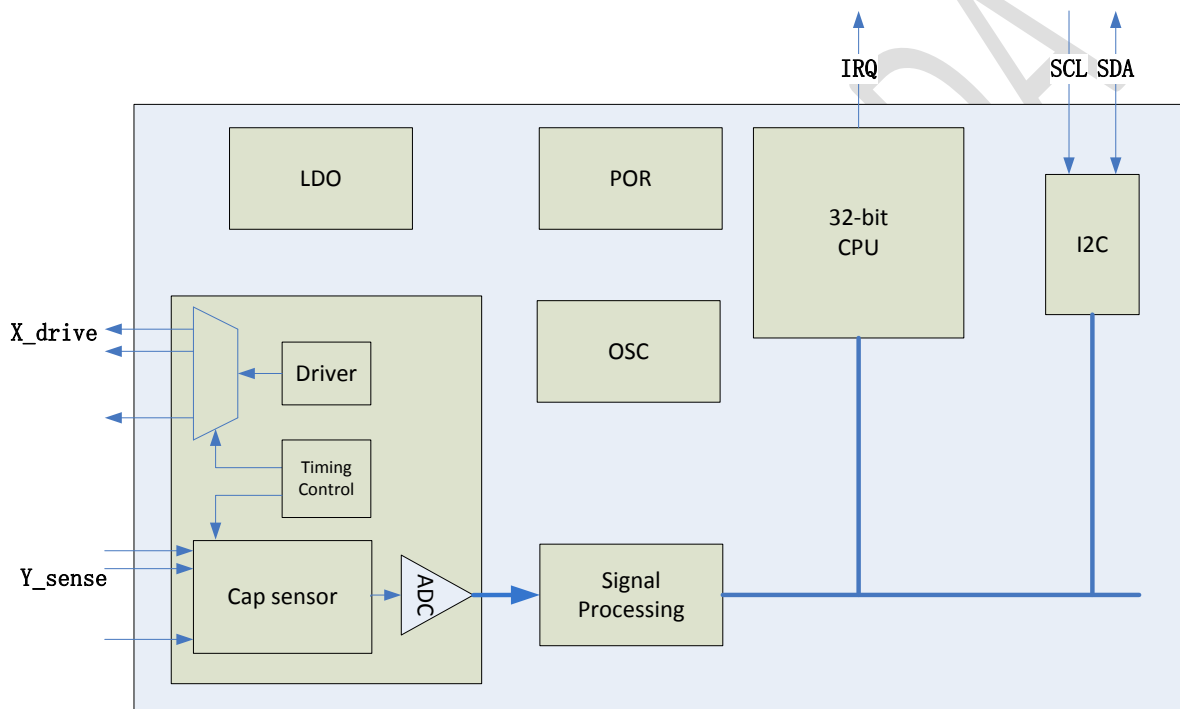 IRQ
SCL SDA
LDO
POR
32-bit
CPU
I2C
X_drive
Driver
OSC
Timing
Control
Y_sense
Cap sensor
ADC
Signal
Processing